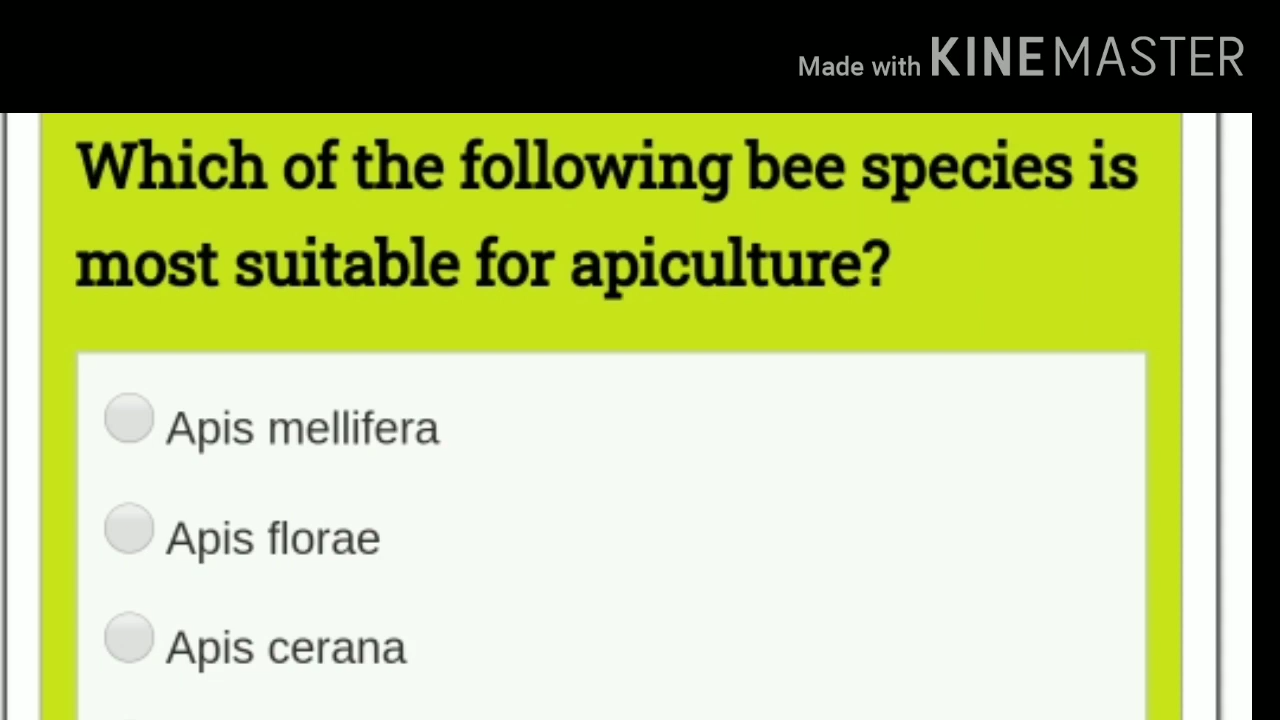 Made with KINEMASTER
Which of the following bee species is
most suitable for apiculture?
Apis mellifera
Apis florae
Apis cerana